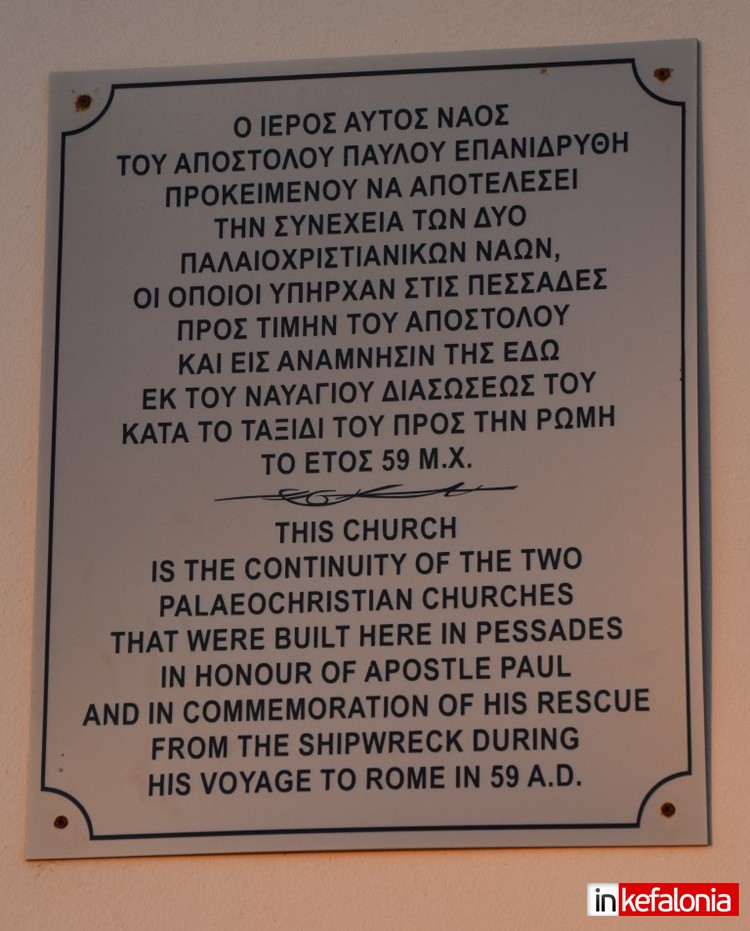 Ο ΙΕΡΟΣ ΑΥΤΟΣ ΝΑΟΣ
ΤΟΥ ΑΠΟΣΤΟΛΟΥ ΠΑΥΛΟΥ ΕΠΑΝΙΔΡΥΘΗ
ΠΡΟΚΕΙΜΕΝΟΥ ΝΑ ΑΠΟΤΕΛΕΣΕΙ
ΤΗΝ ΣΥΝΕΧΕΙΑ ΤΩΝ ΔΥΟ
ΠΑΛΑΙΟΧΡΙΣΤΙΑΝΙΚΩΝ ΝΑΩΝ,
ΟΙ ΟΠΟΙΟΙ ΥΠΗΡΧΑΝ ΣΤΙΣ ΠΕΣΣΑΔΕΣ
ΠΡΟΣ ΤΙΜΗΝ ΤΟΥ ΑΠΟΣΤΟΛΟΥ
ΚΑΙ ΕΙΣ ΑΝΑΜΝΗΣΙΝ ΤΗΣ ΕΔΩ
ΕΚ ΤΟΥ ΝΑΥΑΓΙΟΥ ΔΙΑΣΩΣΕΩΣ ΤΟΥ
ΚΑΤΑ ΤΟ ΤΑΞΙΔΙ ΤΟΥ ΠΡΟΣ ΤΗΝ ΡΩΜΗ
ΤΟ ΕΤΟΣ 59 Μ.Χ.
THIS CHURCH
IS THE CONTINUITY OF THE TWO
PALAEOCHRISTIAN CHURCHES
THAT WERE BUILT HERE IN PESSADES
IN HONOUR OF APOSTLE PAUL
AND IN COMMEMORATION OF HIS RESCUE
FROM THE SHIPWRECK DURING
HIS VOYAGE TO ROME IN 59 A.D.
inkefalonia